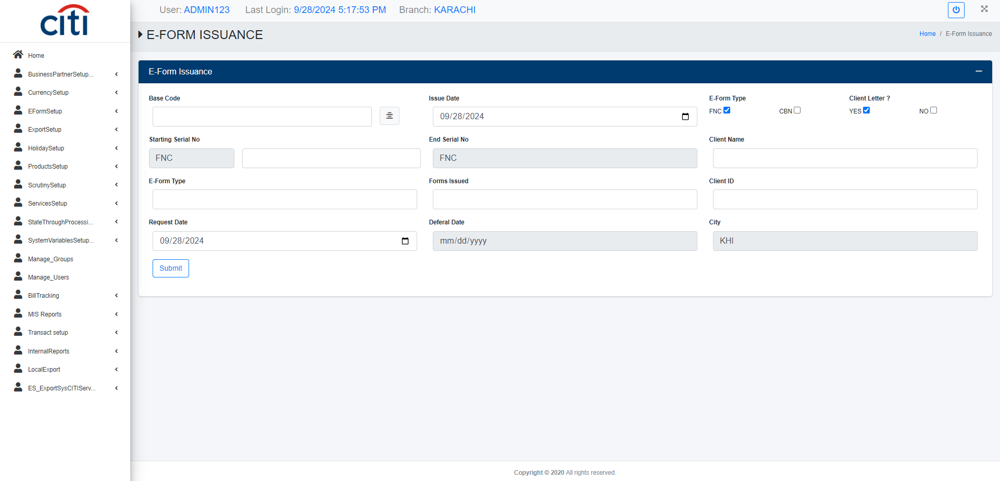 citi
User: ADMIN123 Last Login: 9/28/2024 5:17:53 PM Branch: KARACHI
E-FORM ISSUANCE
Home / E-Form Issuance
Home
BusinessPartnerSetup...
CurrencySetup
EFormSetup
ExportSetup
HolidaySetup
ProductsSetup
ScrutinySetup
ServicesSetup
StateThroughProcessi...
SystemVariablesSetup...
Manage_Groups
Manage_Users
BillTracking
MIS Reports
Transact setup
InternalReports
LocalExport
ES_ExportSysCITIServ...
E-Form Issuance
Base Code Issue Date E-Form Type Client Letter ?
09/28/2024 FNC CBN YES NO
Starting Serial No End Serial No Client Name
FNC FNC
E-Form Type Forms Issued Client ID
Request Date Deferal Date City
09/28/2024 mm/dd/yyyy KHI
Submit
Copyright © 2020 All rights reserved.